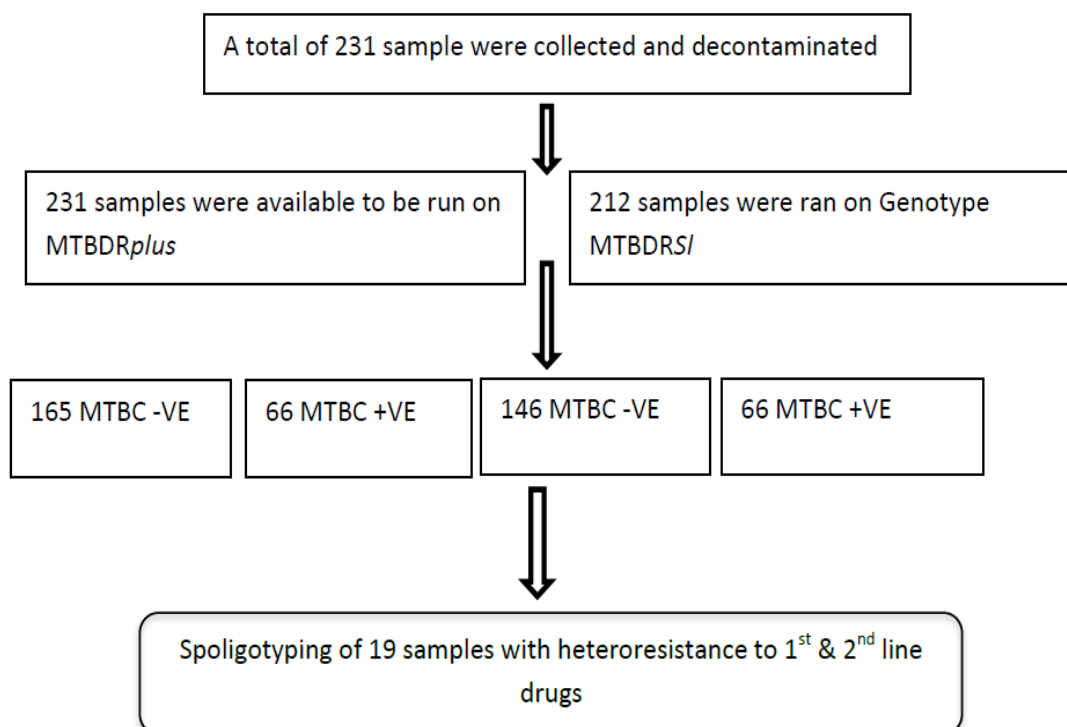 A total of 231 sample were collected and decontaminated
231 samples were available to be run on
MTBDRplus
212 samples were ran on Genotype
MTBDRSl
165 MTBC -VE
66 MTBC +VE
146 MTBC -VE
66 MTBC +VE
Spoligotyping of 19 samples with heteroresistance to 1st & 2nd line
drugs